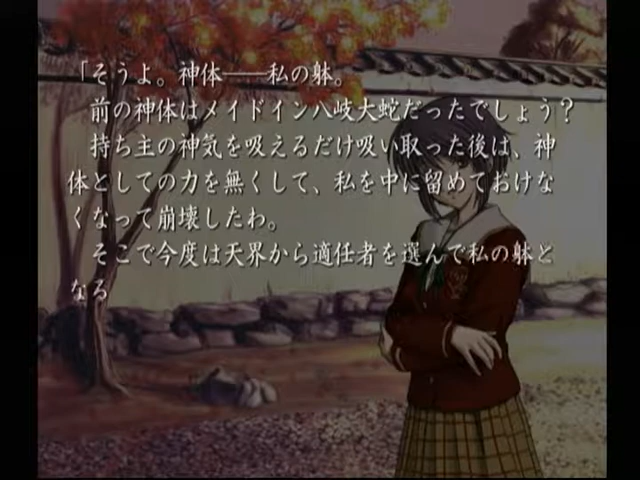 「そうよ。神体――私の躰。
前の神体はメイドイン八岐大蛇だったでしょう？
持ち主の神気を吸えるだけ吸い取った後は、神
体としての力を無くして、私を中に留めておけな
くなって崩壊したわ。
そこで今度は天界から適任者を選んで私の躰と
なる